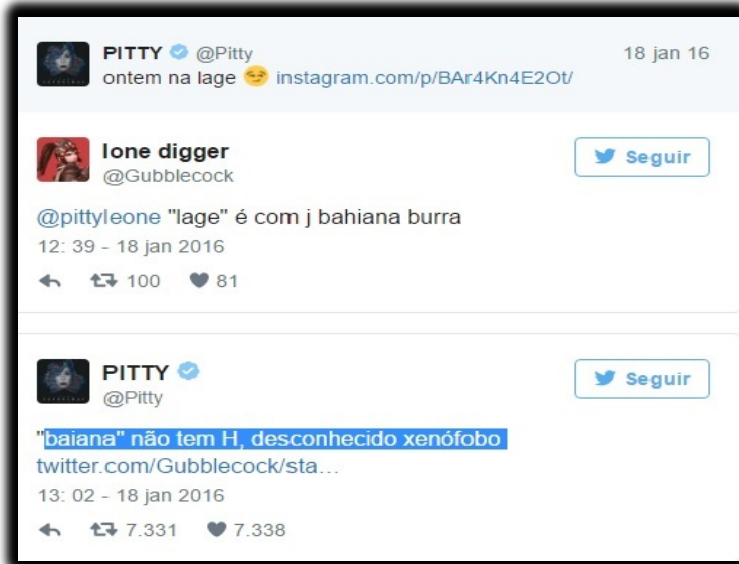 PITTY @Pitty 18 jan 16
ontem na lage 😏 instagram.com/p/BAr4Kn4E2Ot/
lone digger
@Gubblecock
Seguir
@pittyleone "lage" é com j bahiana burra
12: 39 - 18 jan 2016
100 81
PITTY
@Pitty
Seguir
"baiana" não tem H, desconhecido xenófobo
twitter.com/Gubblecock/sta...
13: 02 - 18 jan 2016
7.331 7.338